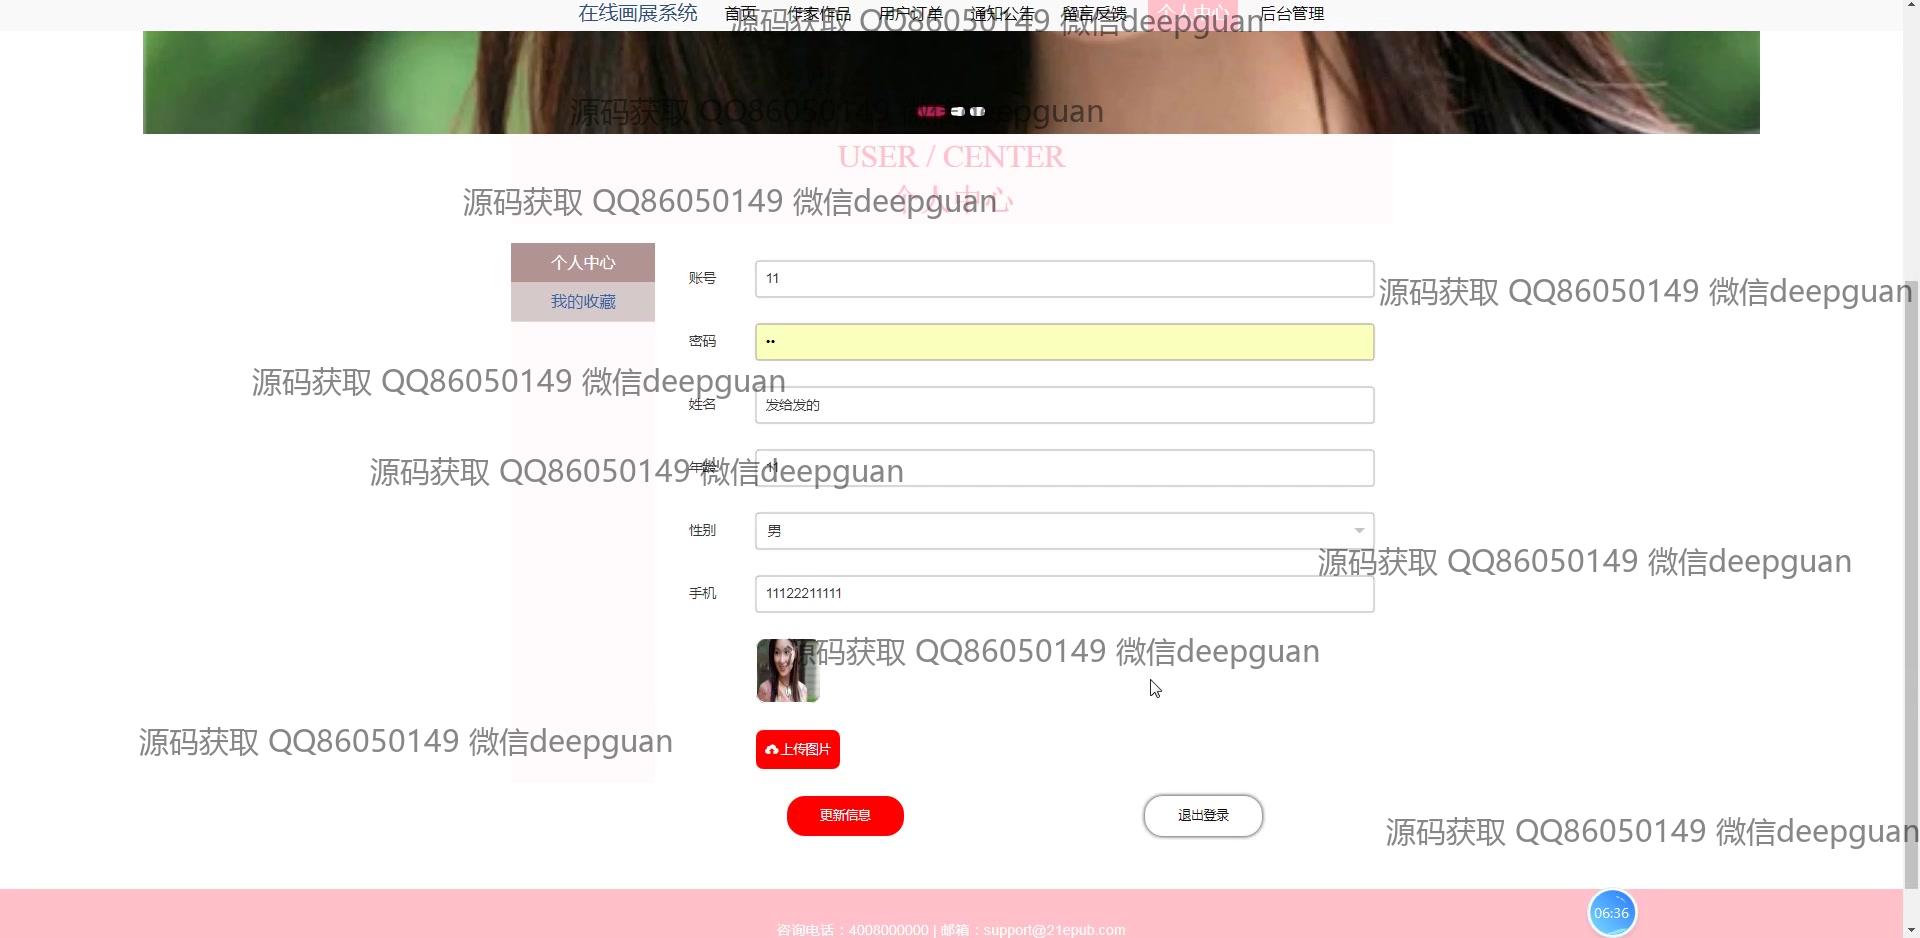 在线画展系统 首页 作家作品 用户订单 通知公告 留言反馈 个人中心 后台管理
源码获取 QQ86050149 微信deepguan
源码获取 QQ86050149 微信deepguan
USER / CENTER
个人中心
源码获取 QQ86050149 微信deepguan
个人中心
账号 11
源码获取 QQ86050149 微信deepguan
我的收藏
密码 ••
源码获取 QQ86050149 微信deepguan
姓名 发给发的
年龄 11
源码获取 QQ86050149 微信deepguan
性别 男
源码获取 QQ86050149 微信deepguan
手机 11122211111
源码获取 QQ86050149 微信deepguan
源码获取 QQ86050149 微信deepguan
上传图片
更新信息 退出登录
源码获取 QQ86050149 微信deepguan
06:36
咨询电话：4008000000 | 邮箱：support@21epub.com